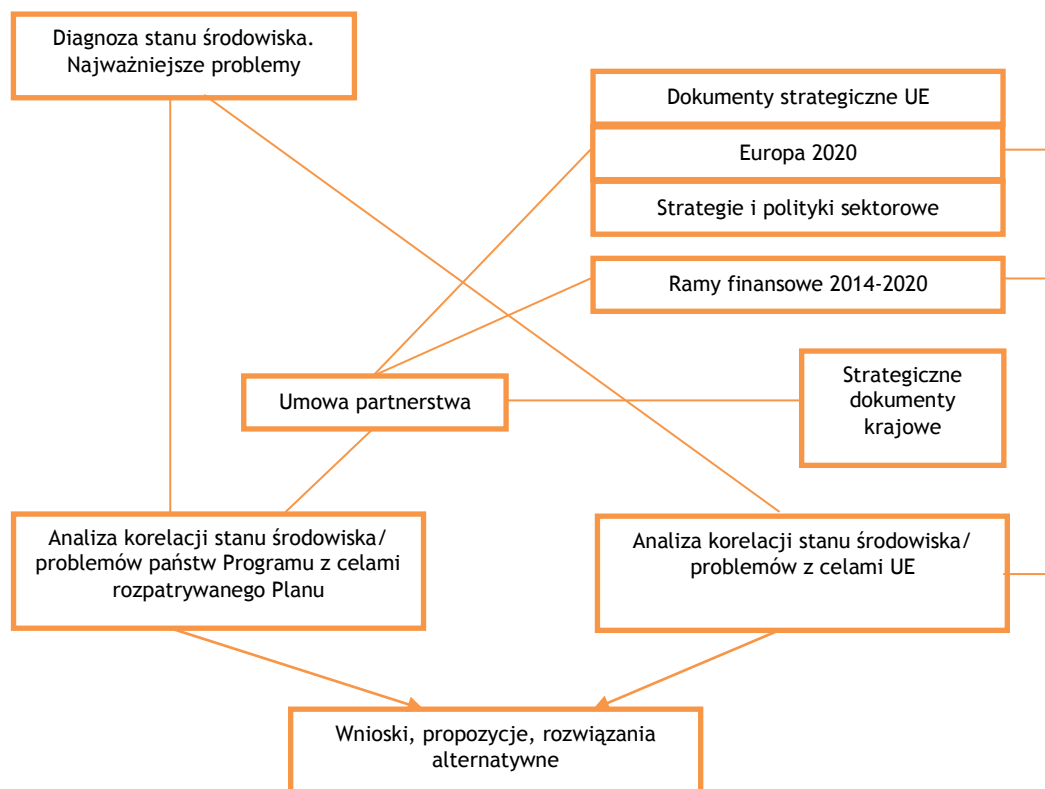 Diagnoza stanu środowiska.
Najważniejsze problemy
Dokumenty strategiczne UE
Europa 2020
Strategie i polityki sektorowe
Ramy finansowe 2014-2020
Strategiczne
dokumenty
krajowe
Umowa partnerstwa
Analiza korelacji stanu środowiska/
problemów państw Programu z celami
rozpatrywanego Planu
Analiza korelacji stanu środowiska/
problemów z celami UE
Wnioski, propozycje, rozwiązania
alternatywne